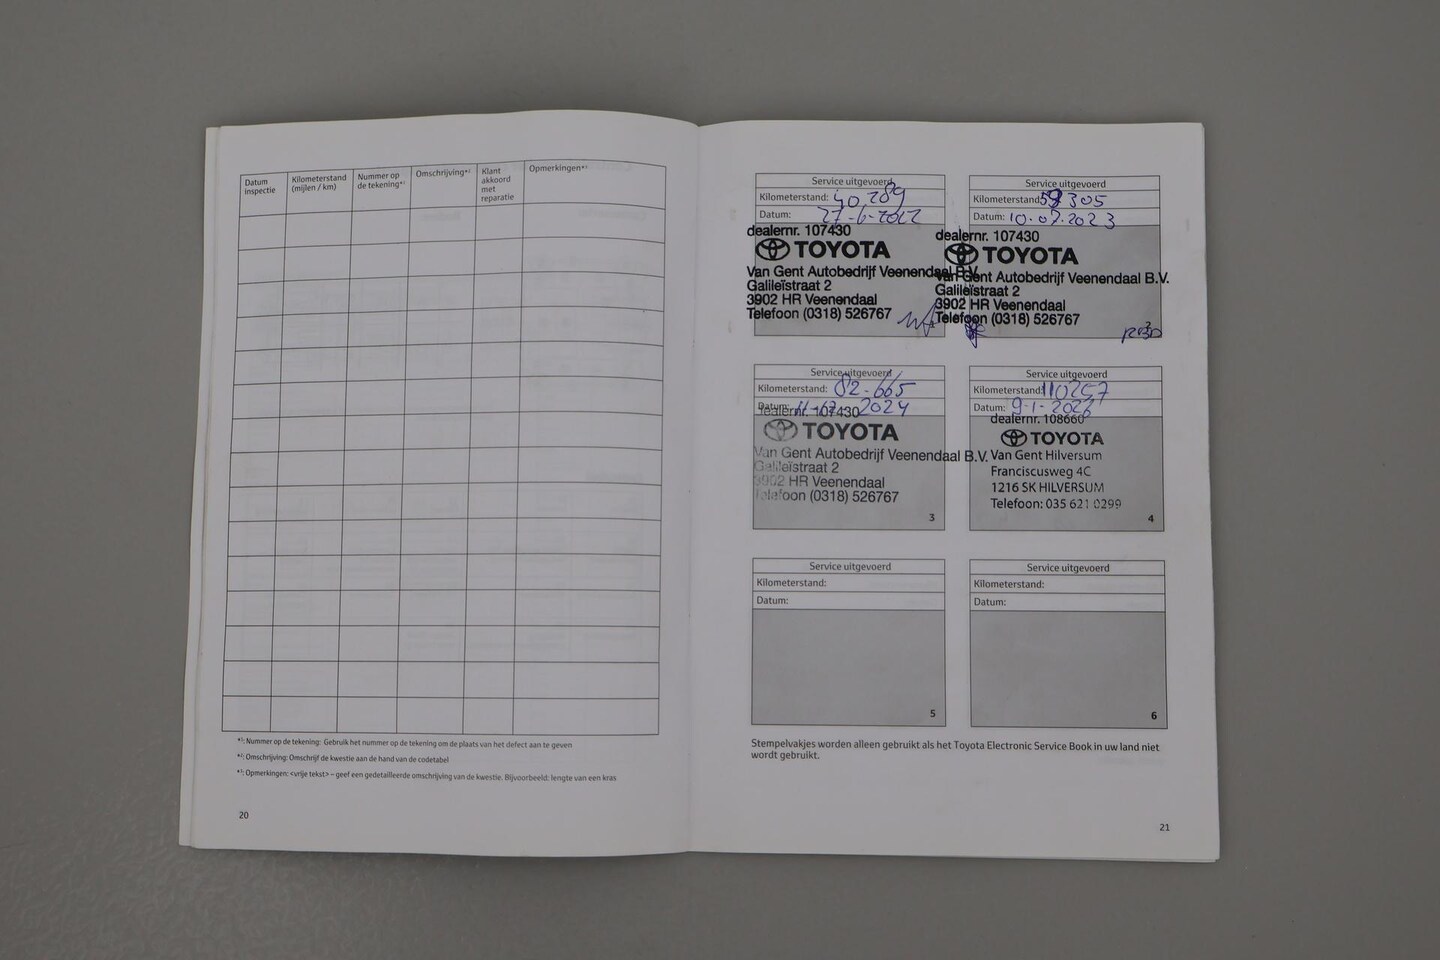 Datum inspectie
Kilometerstand (mijlen / km)
Nummer op de tekening*¹
Omschrijving*²
Klant akkoord met reparatie
Opmerkingen*³
*¹: Nummer op de tekening: Gebruik het nummer op de tekening om de plaats van het defect aan te geven
*²: Omschrijving: Omschrijf de kwestie aan de hand van de codetabel
*³: Opmerkingen: <vrije tekst> – geef een gedetailleerde omschrijving van de kwestie. Bijvoorbeeld: lengte van een kras
20
Service uitgevoerd
Kilometerstand: 40.289
Datum: 27-6-2022
dealernr. 107430
TOYOTA
Van Gent Autobedrijf Veenendaal B.V.
Galileïstraat 2
3902 HR Veenendaal
Telefoon (0318) 526767
Service uitgevoerd
Kilometerstand: 305
Datum: 10.07.2023
dealernr. 107430
TOYOTA
Van Gent Autobedrijf Veenendaal B.V.
Galileïstraat 2
3902 HR Veenendaal
Telefoon (0318) 526767
2
Service uitgevoerd
Kilometerstand: 82.665
Datum: 2024
dealernr. 107430
TOYOTA
Van Gent Autobedrijf Veenendaal B.V.
Galileïstraat 2
3902 HR Veenendaal
Telefoon (0318) 526767
3
Service uitgevoerd
Kilometerstand: 110257
Datum: 9-1-2026
dealernr. 108660
TOYOTA
Van Gent Hilversum
Franciscusweg 4C
1216 SK HILVERSUM
Telefoon: 035 621 0299
4
Service uitgevoerd
Kilometerstand:
Datum:
5
Service uitgevoerd
Kilometerstand:
Datum:
6
Stempelvakjes worden alleen gebruikt als het Toyota Electronic Service Book in uw land niet
wordt gebruikt.
21